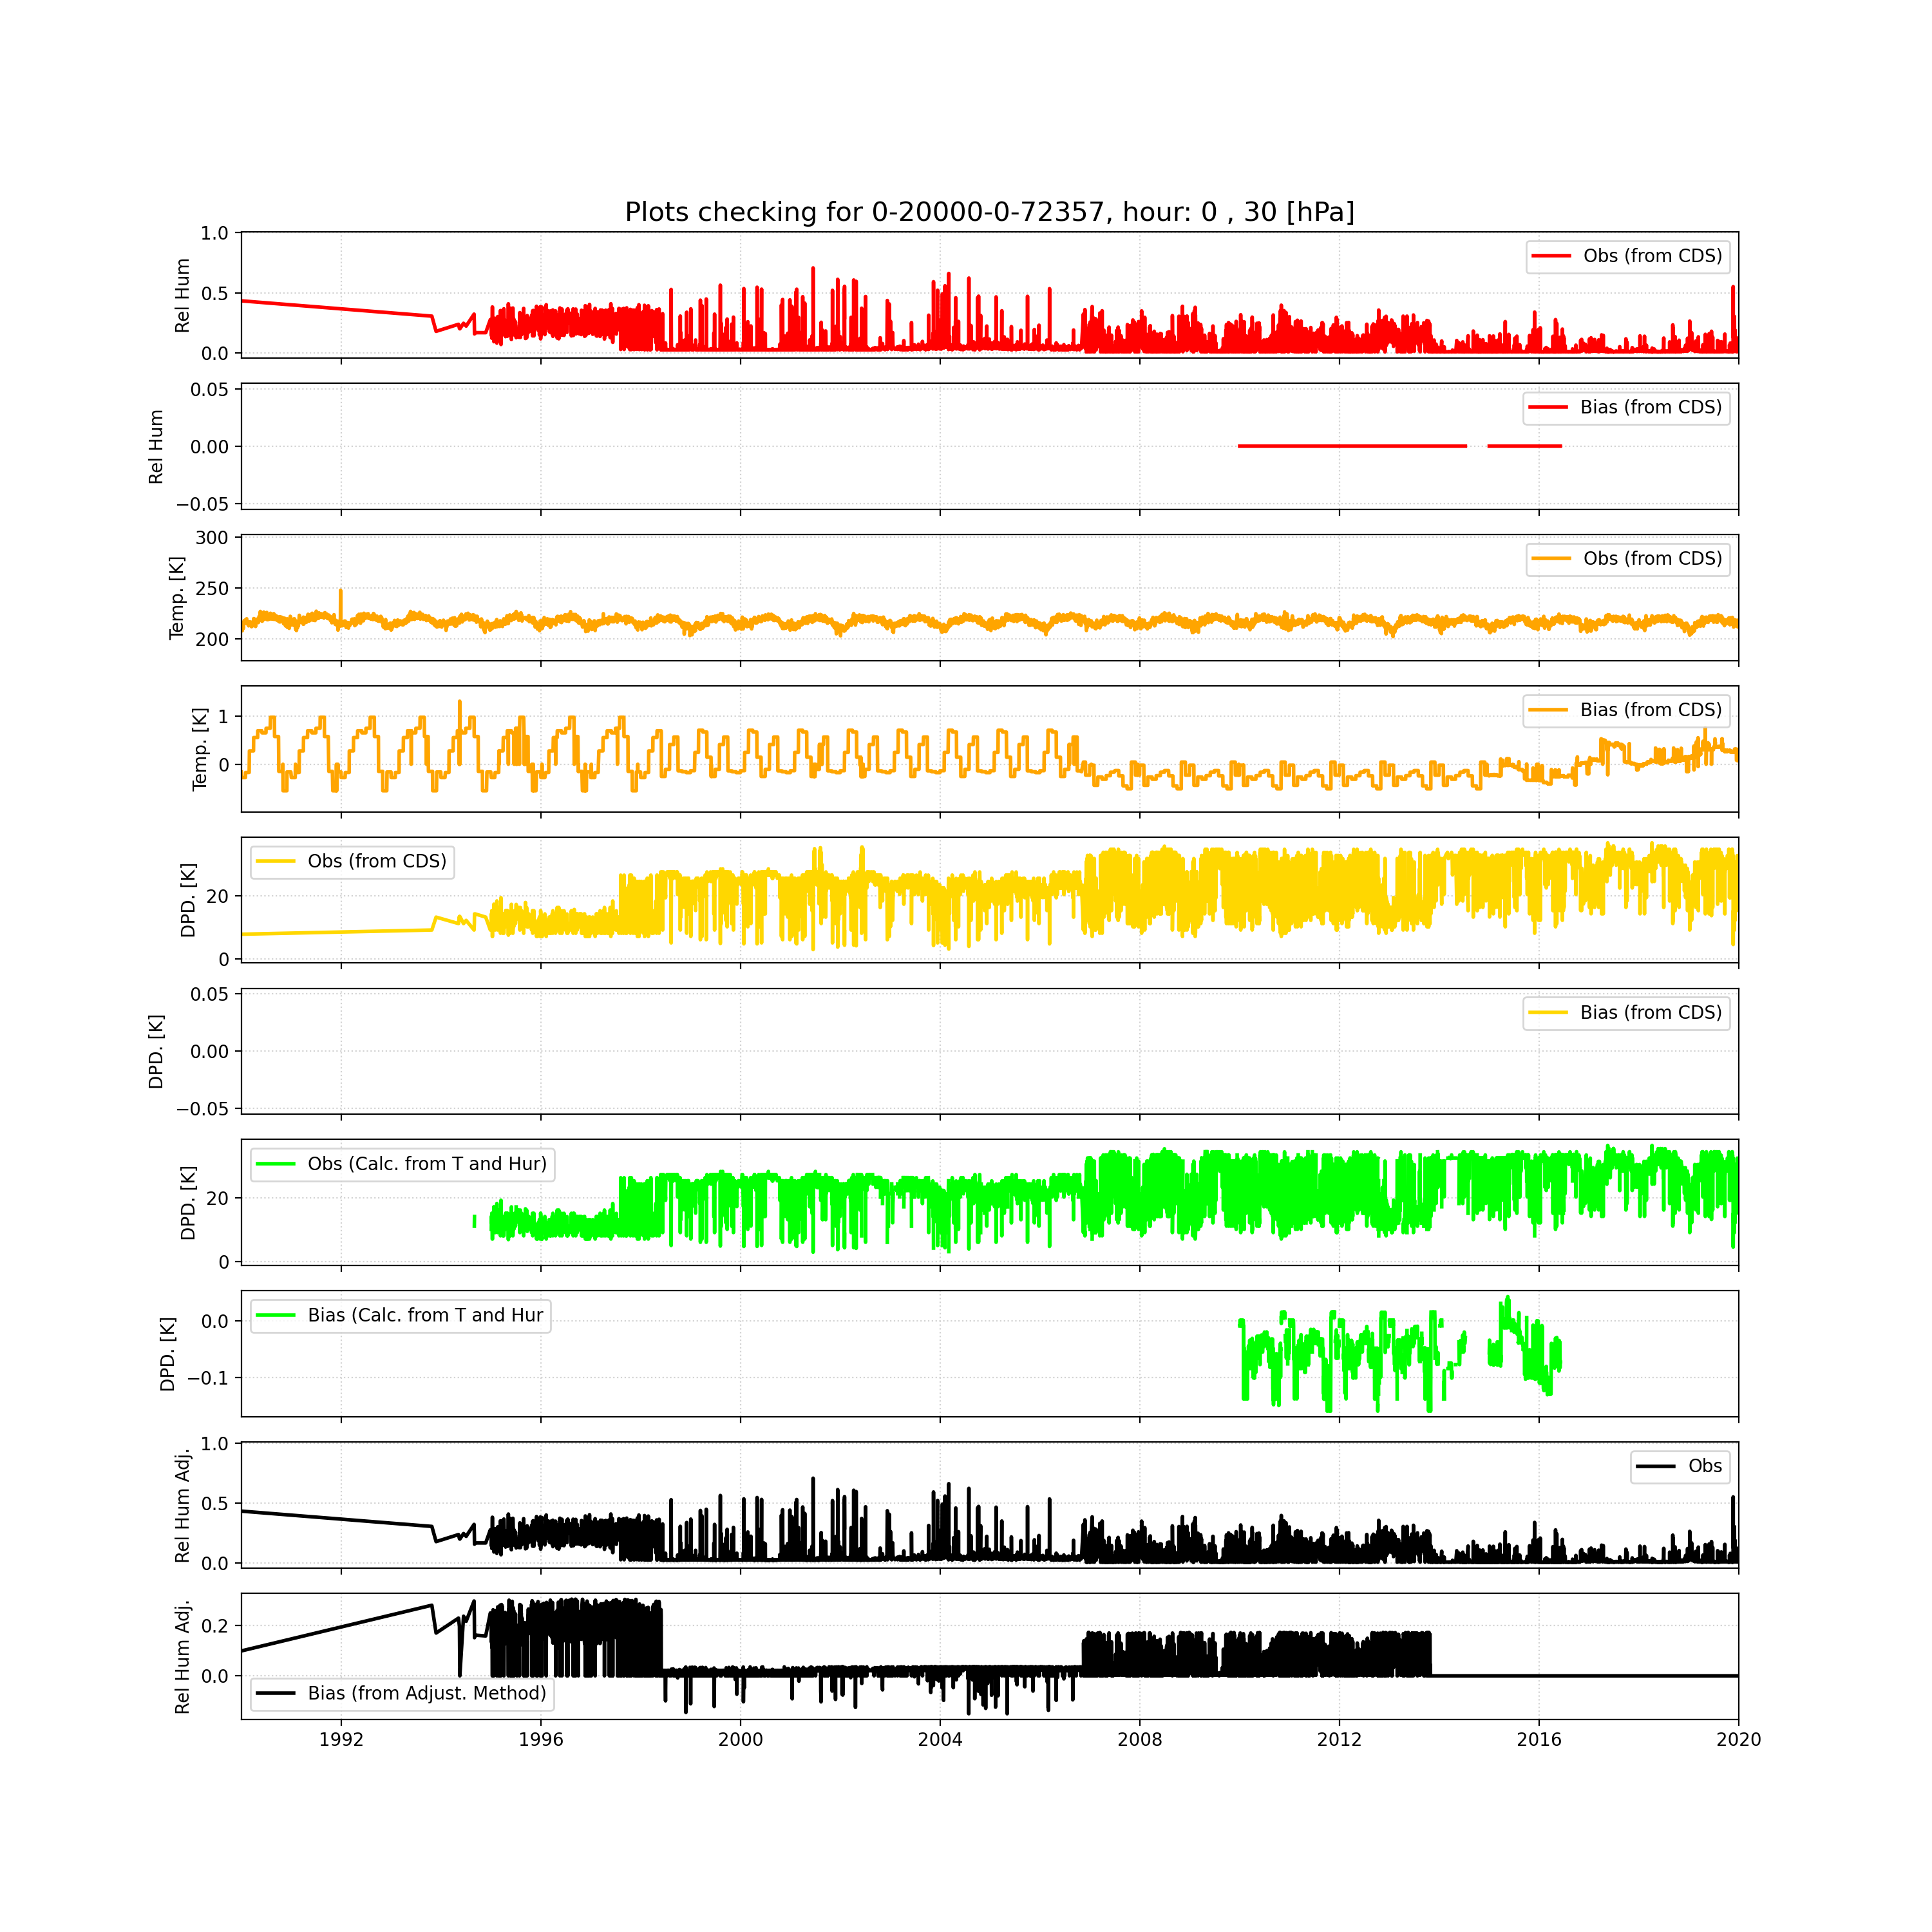 Plots checking for 0-20000-0-72357, hour: 0 , 30 [hPa]
1.0
0.5
0.0
Rel Hum
Obs (from CDS)
0.05
0.00
−0.05
Rel Hum
Bias (from CDS)
300
250
200
Temp. [K]
Obs (from CDS)
1
0
Temp. [K]
Bias (from CDS)
20
0
DPD. [K]
Obs (from CDS)
0.05
0.00
−0.05
DPD. [K]
Bias (from CDS)
20
0
DPD. [K]
Obs (Calc. from T and Hur)
0.0
−0.1
DPD. [K]
Bias (Calc. from T and Hur
1.0
0.5
0.0
Rel Hum Adj.
Obs
0.2
0.0
Rel Hum Adj.
Bias (from Adjust. Method)
1992 1996 2000 2004 2008 2012 2016 2020